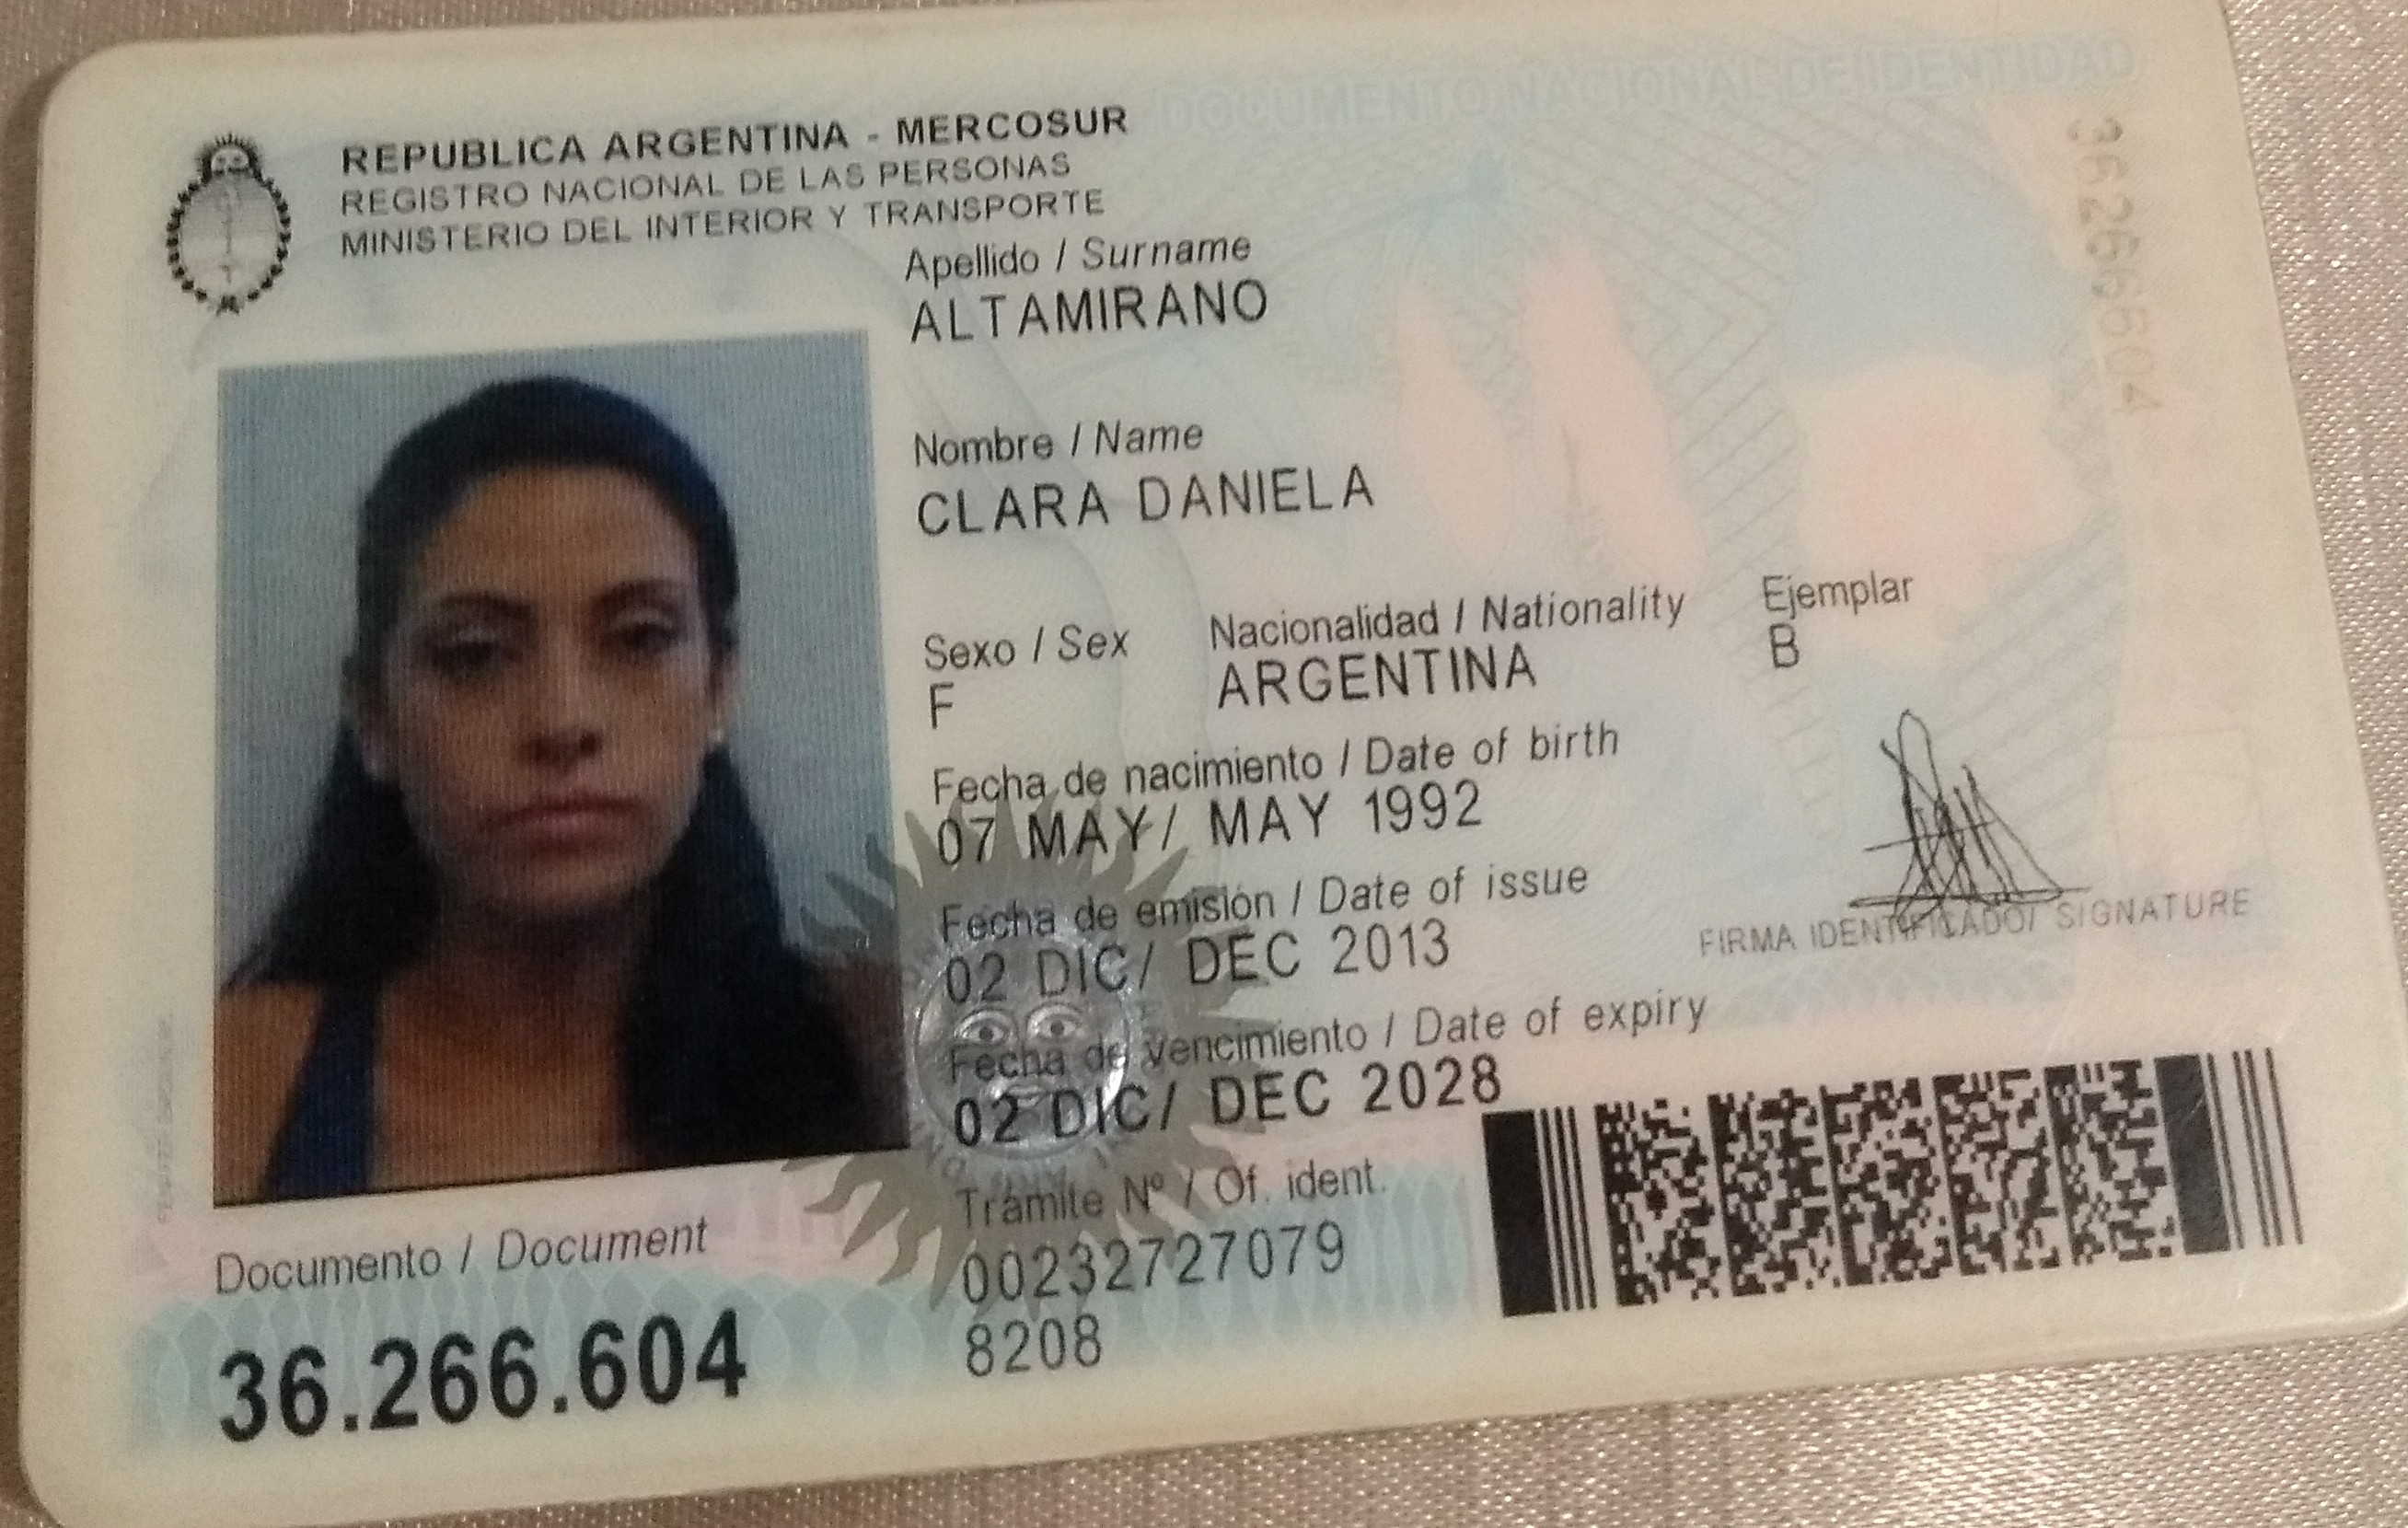 DOCUMENTO NACIONAL DE IDENTIDAD
REPUBLICA ARGENTINA - MERCOSUR
REGISTRO NACIONAL DE LAS PERSONAS
MINISTERIO DEL INTERIOR Y TRANSPORTE
36266604
Apellido / Surname
ALTAMIRANO
Nombre / Name
CLARA DANIELA
Sexo / Sex Nacionalidad / Nationality Ejemplar
F ARGENTINA B
Fecha de nacimiento / Date of birth
07 MAY/ MAY 1992
Fecha de emisión / Date of issue
02 DIC/ DEC 2013
FIRMA IDENTIFICADO/ SIGNATURE
Fecha de vencimiento / Date of expiry
02 DIC/ DEC 2028
Trámite Nº / Of. ident.
00232727079
8208
Documento / Document
36.266.604